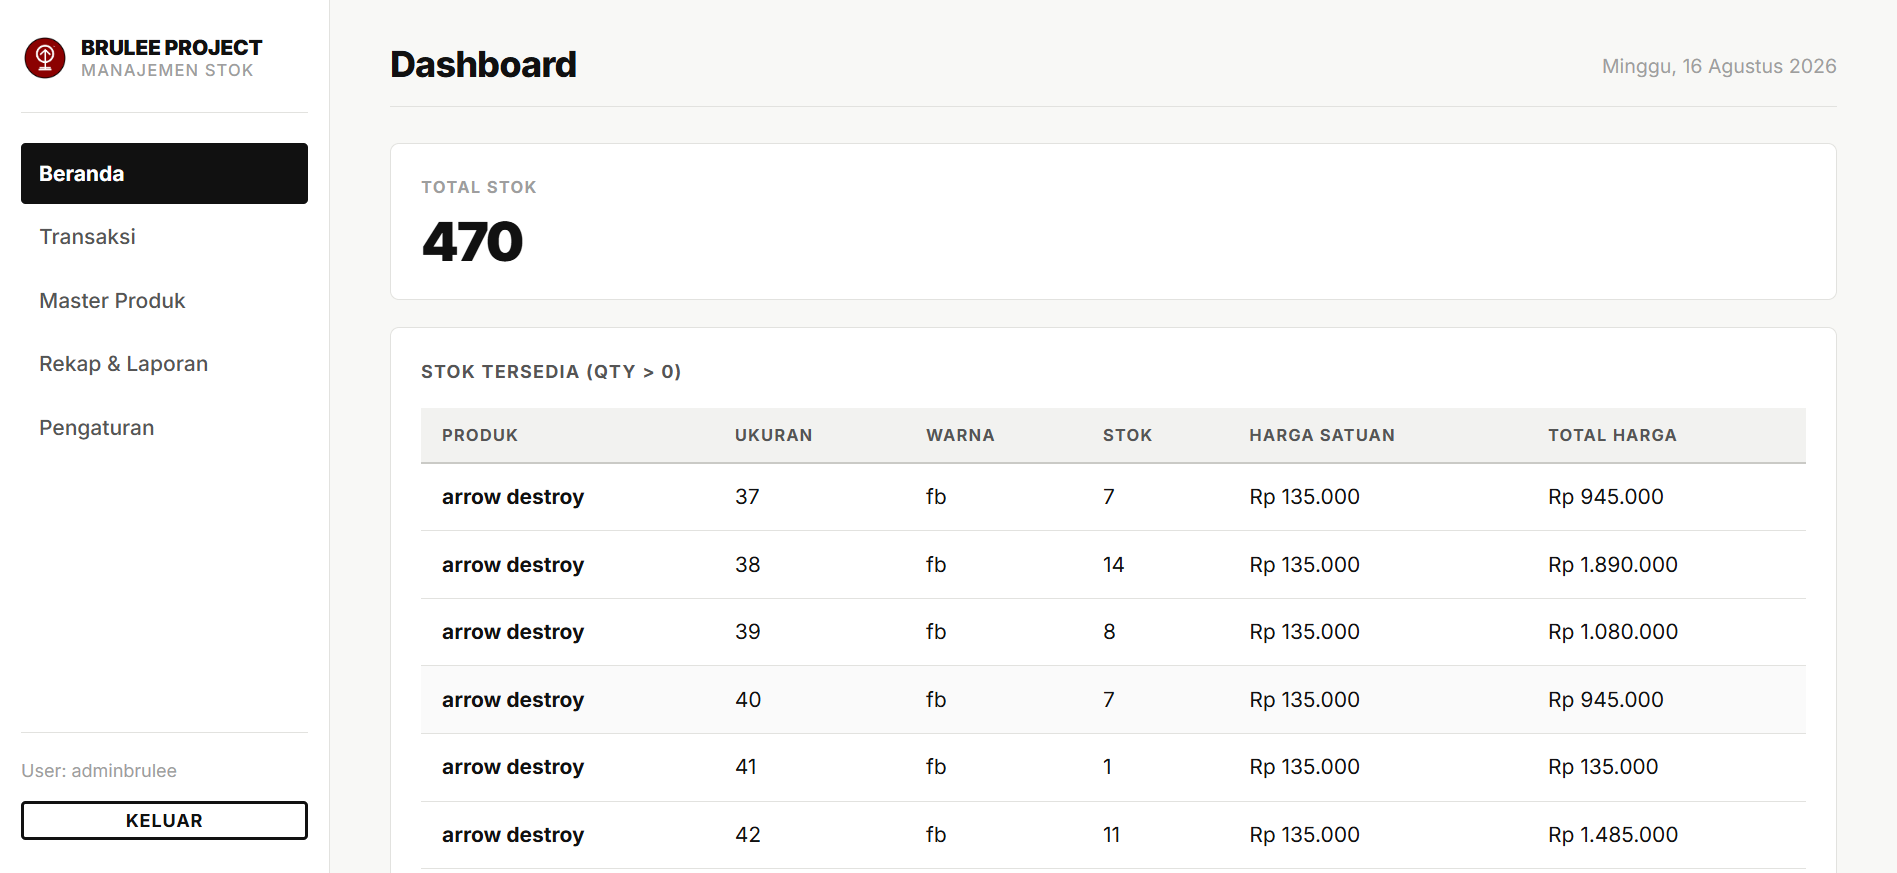 BRULEE PROJECT
MANAJEMEN STOK
Beranda
Transaksi
Master Produk
Rekap & Laporan
Pengaturan
User: adminbrulee
KELUAR
Dashboard
Minggu, 16 Agustus 2026
TOTAL STOK
470
STOK TERSEDIA (QTY > 0)
PRODUK UKURAN WARNA STOK HARGA SATUAN TOTAL HARGA
arrow destroy 37 fb 7 Rp 135.000 Rp 945.000
arrow destroy 38 fb 14 Rp 135.000 Rp 1.890.000
arrow destroy 39 fb 8 Rp 135.000 Rp 1.080.000
arrow destroy 40 fb 7 Rp 135.000 Rp 945.000
arrow destroy 41 fb 1 Rp 135.000 Rp 135.000
arrow destroy 42 fb 11 Rp 135.000 Rp 1.485.000